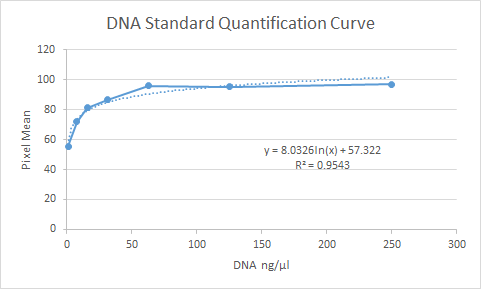 DNA Standard Quantification Curve
120
100
80
60
40
20
0
Pixel Mean
y = 8.0326ln(x) + 57.322
R² = 0.9543
0 50 100 150 200 250 300
DNA ng/µl